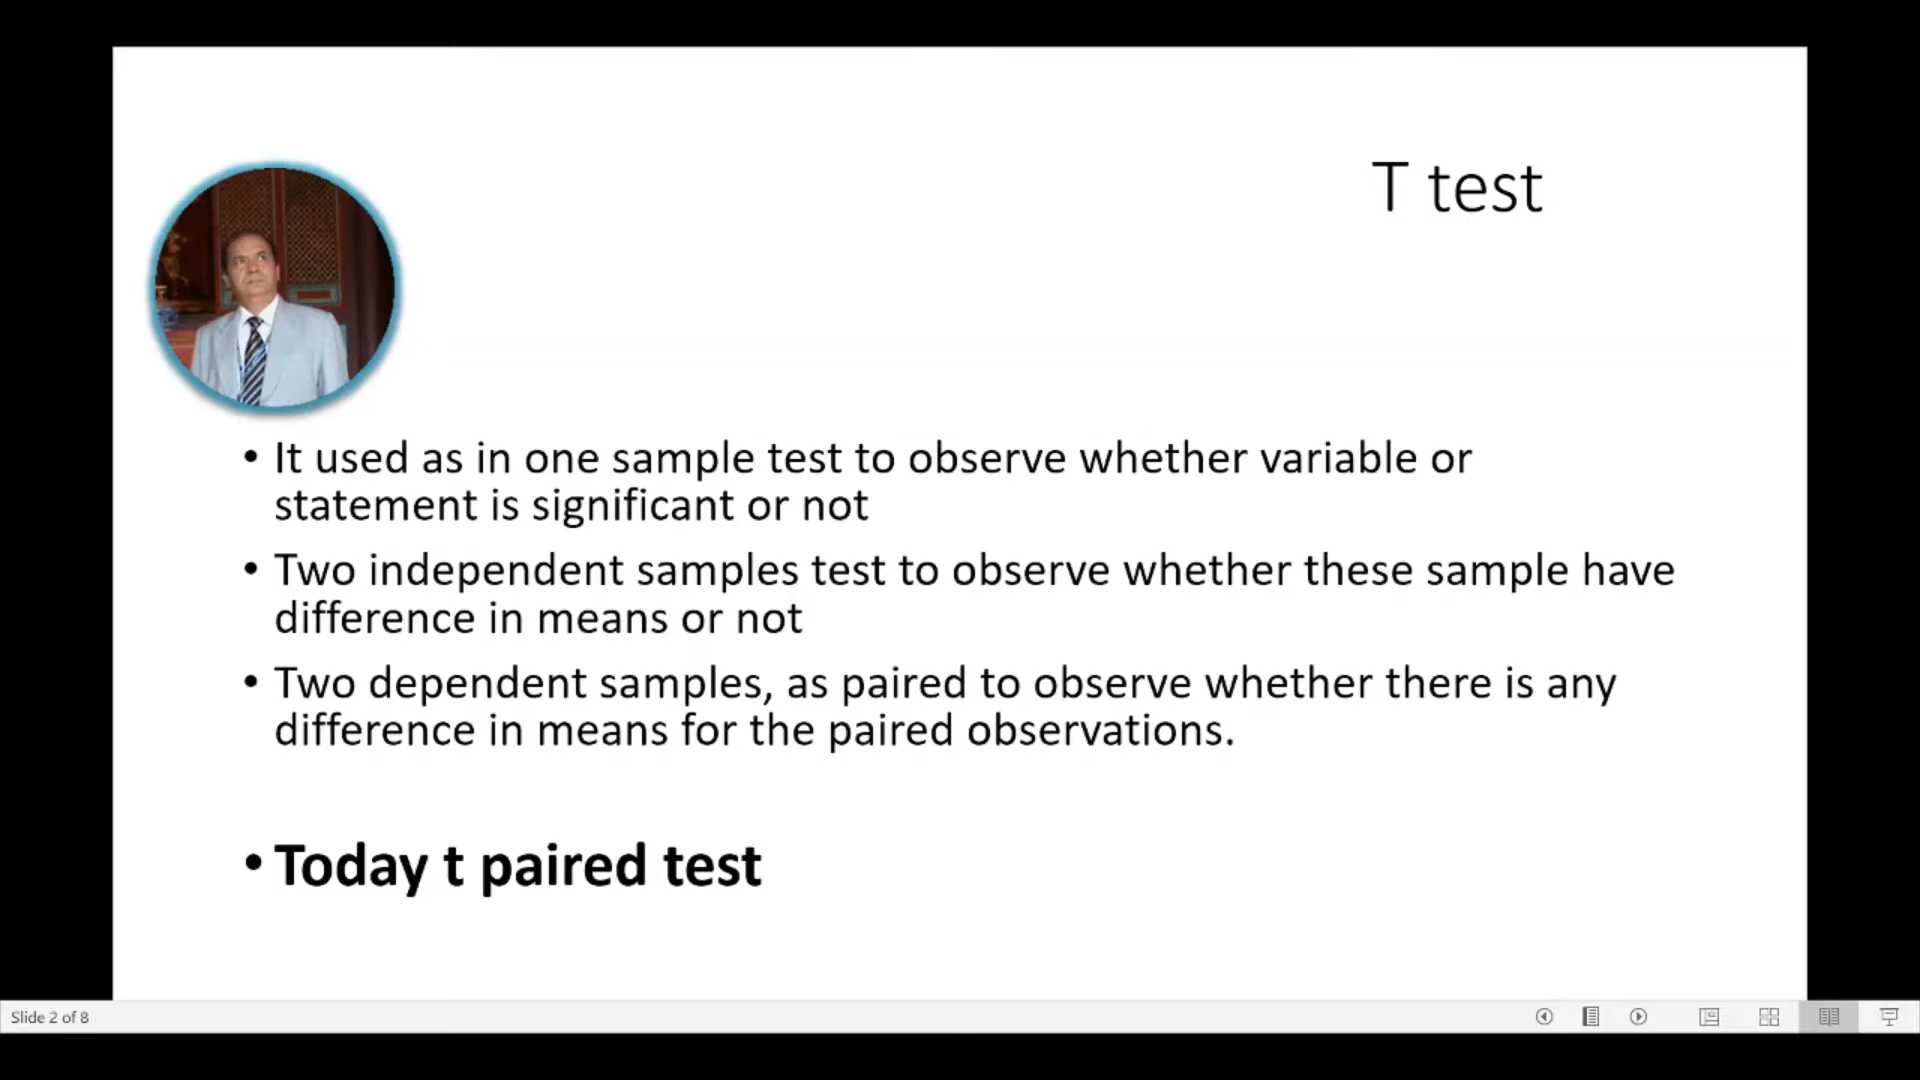 T test
• It used as in one sample test to observe whether variable or
statement is significant or not
• Two independent samples test to observe whether these sample have
difference in means or not
• Two dependent samples, as paired to observe whether there is any
difference in means for the paired observations.
• Today t paired test
Slide 2 of 8